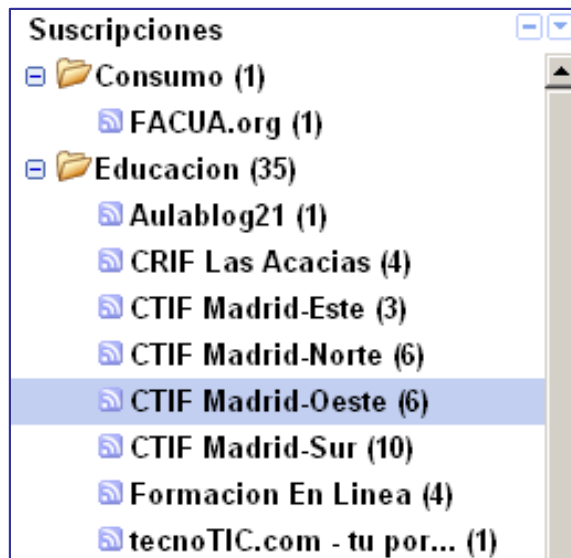 Suscripciones
Consumo (1)
FACUA.org (1)
Educacion (35)
Aulablog21 (1)
CRIF Las Acacias (4)
CTIF Madrid-Este (3)
CTIF Madrid-Norte (6)
CTIF Madrid-Oeste (6)
CTIF Madrid-Sur (10)
Formacion En Linea (4)
tecnoTIC.com - tu por... (1)